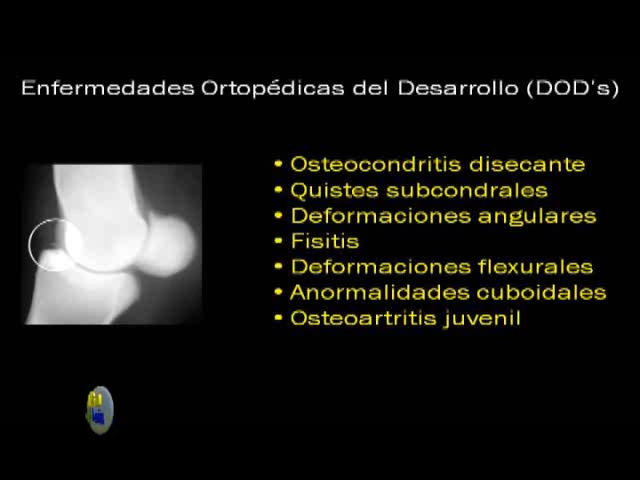 Enfermedades Ortopédicas del Desarrollo (DOD's)
• Osteocondritis disecante
• Quistes subcondrales
• Deformaciones angulares
• Fisitis
• Deformaciones flexurales
• Anormalidades cuboidales
• Osteoartritis juvenil